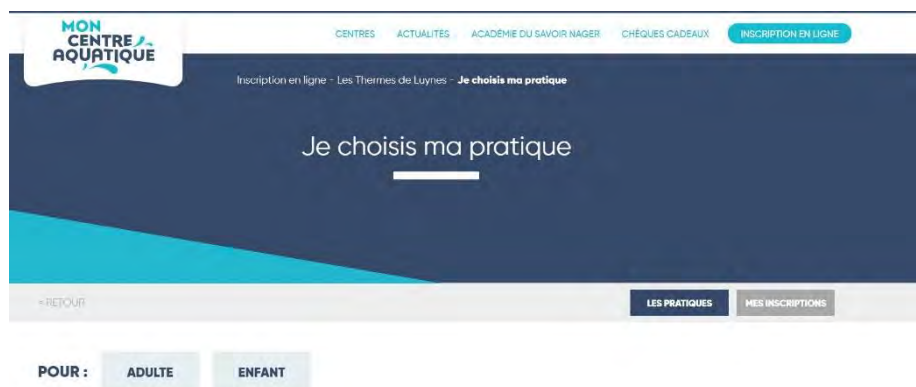 MON
CENTRE
AQUATIQUE
CENTRES ACTUALITÉS ACADÉMIE DU SAVOIR NAGER CHÈQUES CADEAUX INSCRIPTION EN LIGNE
Inscription en ligne - Les Thermes de Luynes - Je choisis ma pratique
Je choisis ma pratique
< RETOUR LES PRATIQUES MES INSCRIPTIONS
POUR : ADULTE ENFANT